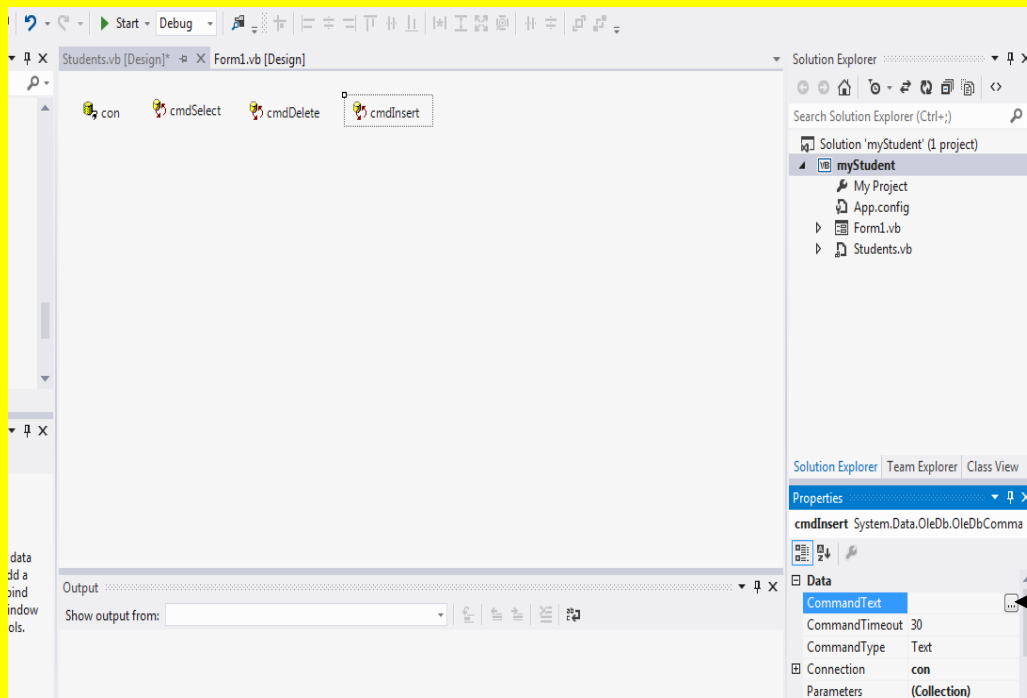 Start
Debug
Students.vb [Design]*
Form1.vb [Design]
con
cmdSelect
cmdDelete
cmdInsert
data
dd a
ind
indow
ols.
Output
Show output from:
Solution Explorer
Search Solution Explorer (Ctrl+;)
Solution 'myStudent' (1 project)
VB myStudent
My Project
App.config
Form1.vb
Students.vb
Solution Explorer Team Explorer Class View
Properties
cmdInsert System.Data.OleDb.OleDbComma
Data
CommandText ...
CommandTimeout 30
CommandType Text
Connection con
Parameters (Collection)